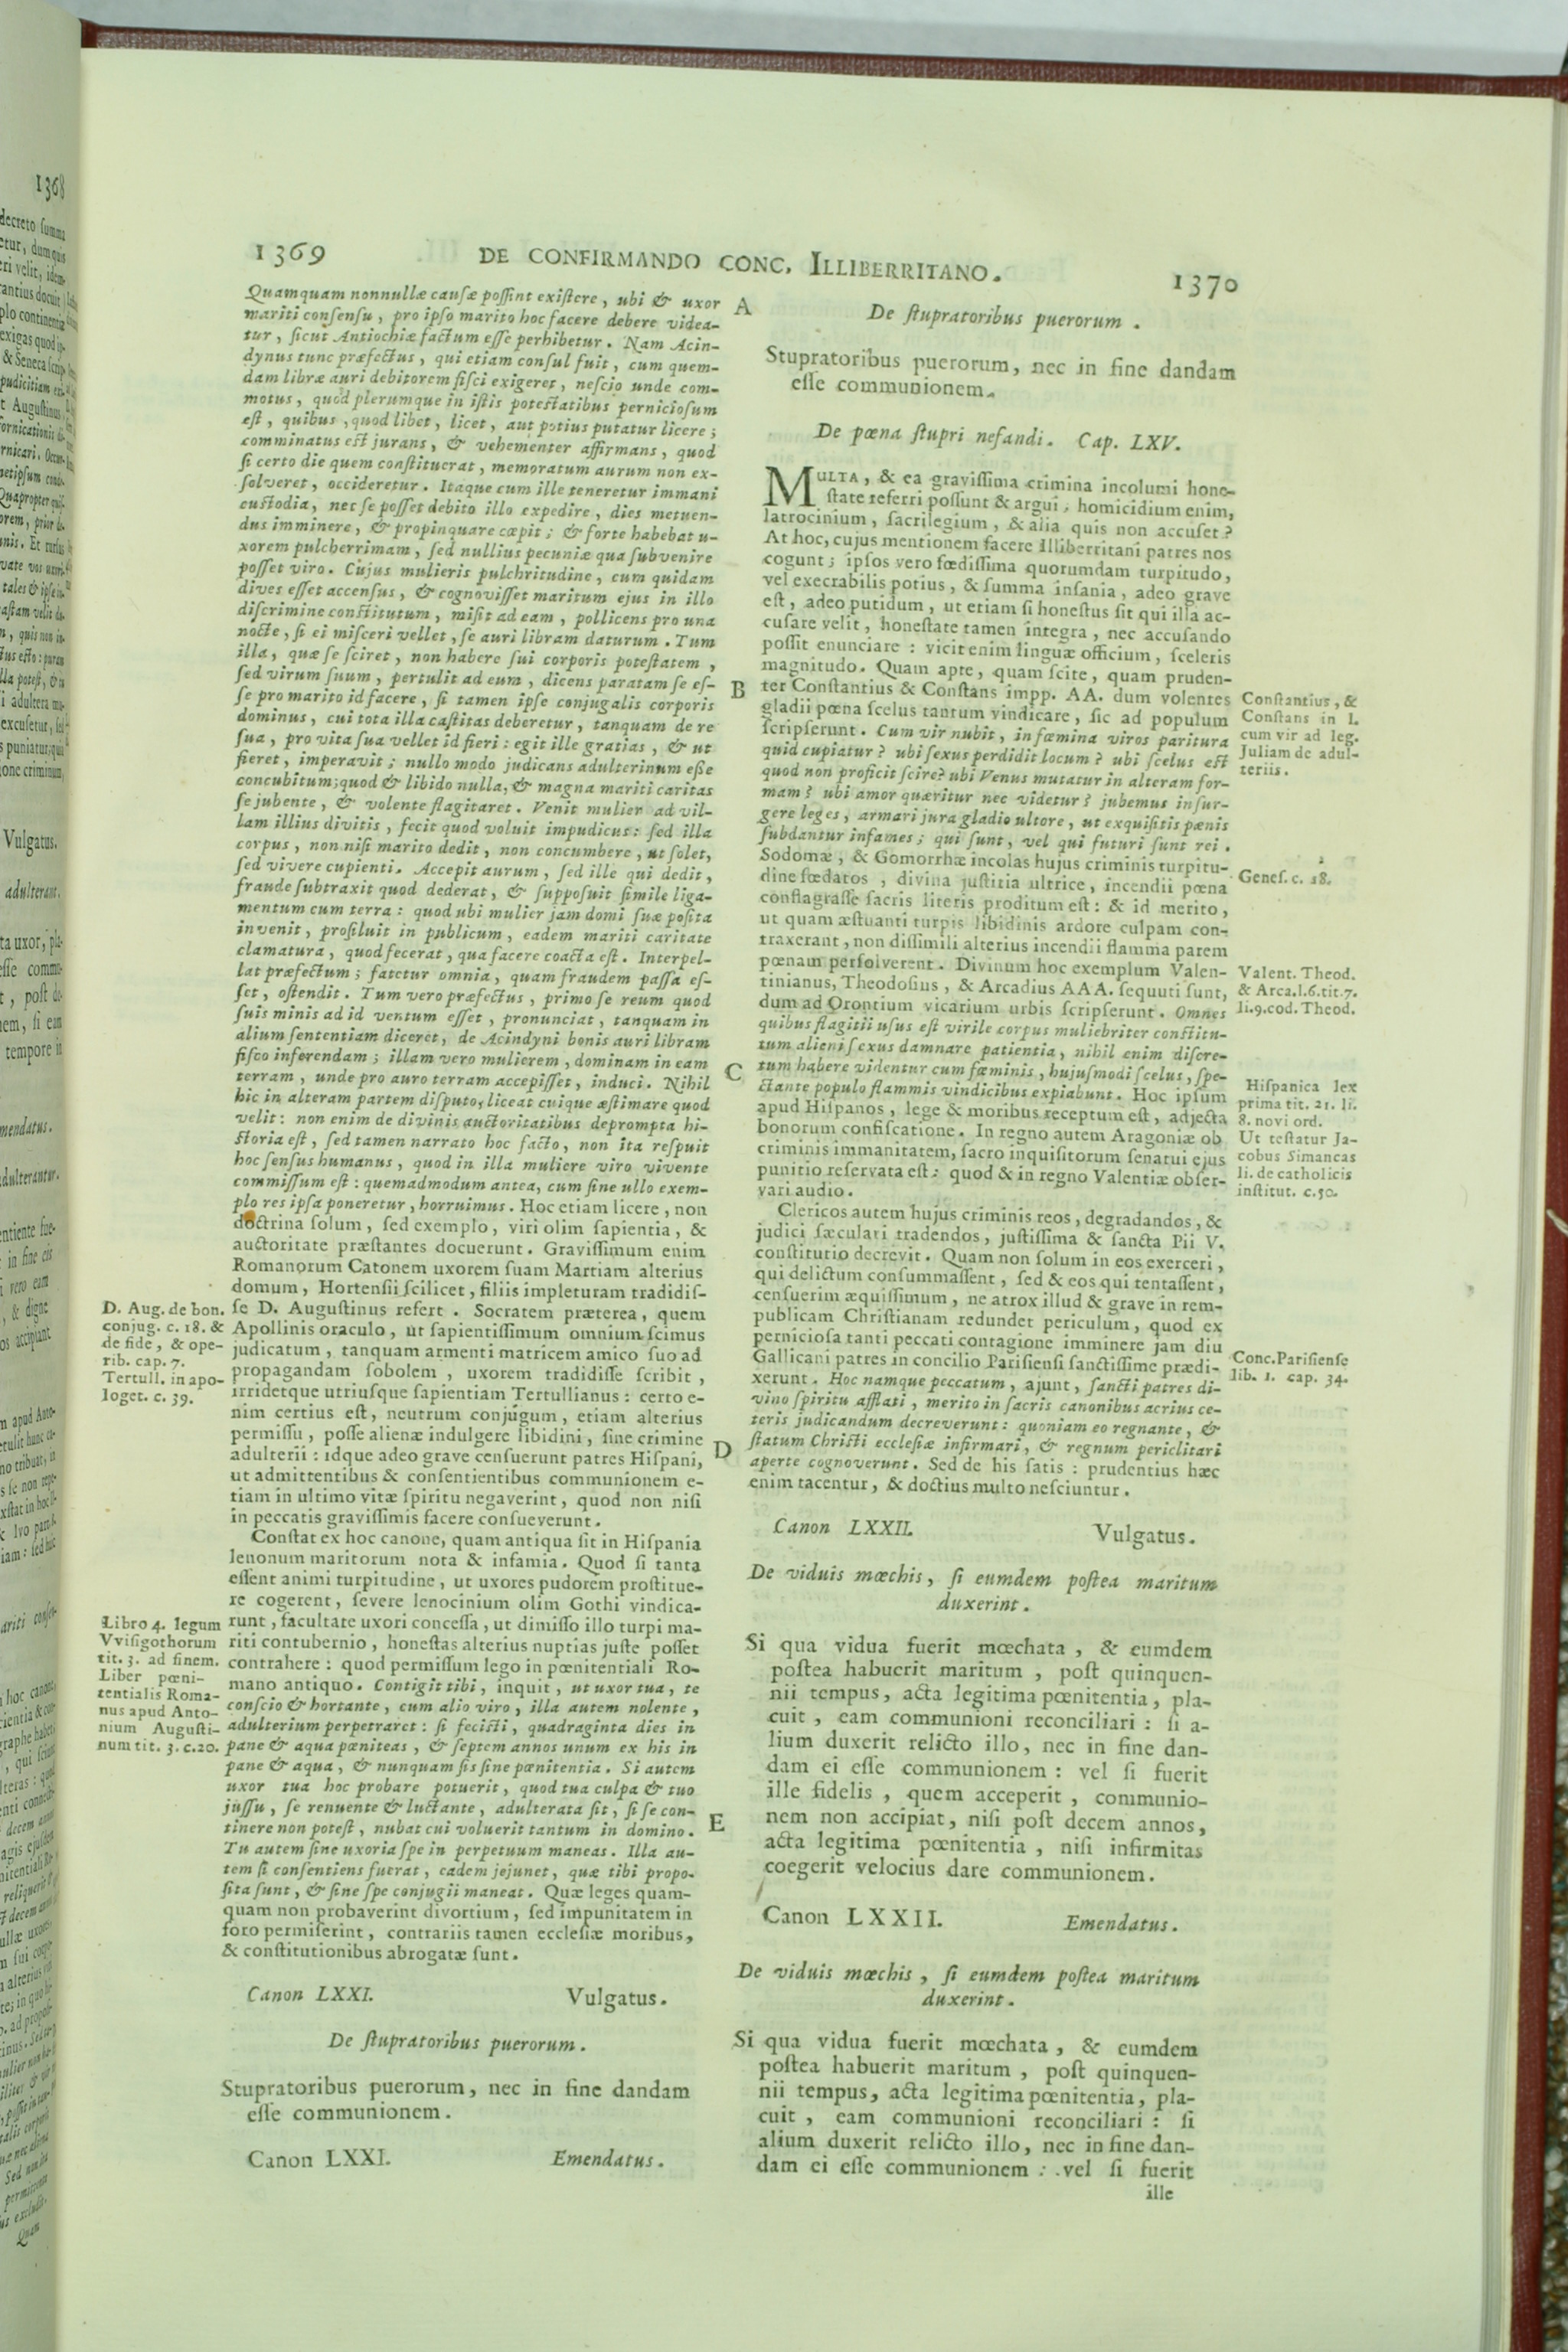 1369
DE CONFIRMANDO CONC. ILLIBERRITANO.
1370
Quamquam nonnullæ cauſæ poſſint exiſtere, ubi & uxor
mariti conſenſu, pro ipſo marito hoc facere debere videa-
tur, ſicut Antiochiæ factum eſſe perhibetur. Nam Acin-
dynus tunc præfectus, qui etiam conſul fuit, cum quem-
dam libræ auri debitorem fiſci exigeret, neſcio unde com-
motus, quod plerumque in iſtis poteſtatibus pernicioſum
eſt, quibus, quod libet, licet, aut potius putatur licere;
comminatus eſt jurans, & vehementer affirmans, quod
ſi certo die quem conſtituerat, memoratum aurum non ex-
ſolveret, occideretur. Itaque cum ille teneretur immani
cuſtodia, nec ſe poſſet debito illo expedire, dies metuen-
dus imminere, & propinquare cœpit; & forte habebat u-
xorem pulcherrimam, ſed nullius pecuniæ qua ſubvenire
poſſet viro. Cujus mulieris pulchritudine, cum quidam
dives eſſet accenſus, & cognoviſſet maritum ejus in illo
diſcrimine conſtitutum, miſit ad eam, pollicens pro una
nocte, ſi ei miſceri vellet, ſe auri libram daturum. Tum
illa, quæ ſe ſciret, non habere ſui corporis poteſtatem,
ſed virum ſuum, pertulit ad eum, dicens paratam ſe eſ-
ſe pro marito id facere, ſi tamen ipſe conjugalis corporis
dominus, cui tota illa caſtitas deberetur, tanquam de re
ſua, pro vita ſua vellet id fieri: egit ille gratias, & ut
fieret, imperavit; nullo modo judicans adulterinum eſſe
concubitum; quod & libido nulla, & magna mariti caritas
ſe jubente, & volente flagitaret. Venit mulier ad vil-
lam illius divitis, fecit quod voluit impudicus: ſed illa
corpus, non niſi marito dedit, non concumbere, ut ſolet,
ſed vivere cupienti. Accepit aurum, ſed ille qui dedit,
fraude ſubtraxit quod dederat, & ſuppoſuit ſimile liga-
mentum cum terra: quod ubi mulier jam domi ſuæ poſita
invenit, proſiluit in publicum, eadem mariti caritate
clamatura, quod fecerat, qua facere coacta eſt. Interpel-
lat præfectum; fatetur omnia, quam fraudem paſſa eſ-
ſet, oſtendit. Tum vero præfectus, primo ſe reum quod
ſuis minis ad id ventum eſſet, pronunciat, tanquam in
alium ſententiam diceret, de Acindyni bonis auri libram
fiſco inferendam; illam vero mulierem, dominam in eam
terram, unde pro auro terram accepiſſet, induci. Nihil
hic in alteram partem diſputo, liceat cuique æſtimare quod
velit: non enim de divinis auctoritatibus deprompta hi-
ſtoria eſt, ſed tamen narrato hoc facto, non ita reſpuit
hoc ſenſus humanus, quod in illa muliere viro vivente
commiſſum eſt: quemadmodum antea, cum ſine ullo exem-
plo res ipſa poneretur, horruimus. Hoc etiam licere, non
doctrina ſolum, ſed exemplo, viri olim ſapientia, &
auctoritate præſtantes docuerunt. Graviſſimum enim
Romanorum Catonem uxorem ſuam Martiam alterius
domum, Hortenſii ſcilicet, filiis impleturam tradidiſ-
ſe D. Auguſtinus refert. Socratem præterea, quem
Apollinis oraculo, ut ſapientiſſimum omnium ſcimus
judicatum, tanquam armenti matricem amico ſuo ad
propagandam ſobolem, uxorem tradidiſſe ſcribit,
irridetque utriuſque ſapientiam Tertullianus: certo e-
nim certius eſt, neutrum conjugum, etiam alterius
permiſſu, poſſe alienæ indulgere libidini, ſine crimine
adulterii: idque adeo grave cenſuerunt patres Hiſpani,
ut admittentibus & conſentientibus communionem e-
tiam in ultimo vitæ ſpiritu negaverint, quod non niſi
in peccatis graviſſimis facere conſueverunt.
Conſtat ex hoc canone, quam antiqua ſit in Hiſpania
lenonum maritorum nota & infamia. Quod ſi tanta
eſſent animi turpitudine, ut uxores pudorem proſtitue-
re cogerent, ſevere lenocinium olim Gothi vindica-
runt, facultate uxori conceſſa, ut dimiſſo illo turpi ma-
riti contubernio, honeſtas alterius nuptias juſte poſſet
contrahere: quod permiſſum lego in pœnitentiali Ro-
mano antiquo. Contigit tibi, inquit, ut uxor tua, te
conſcio & hortante, cum alio viro, illa autem nolente,
adulterium perpetraret: ſi feciſti, quadraginta dies in
pane & aqua pœniteas, & ſeptem annos unum ex his in
pane & aqua, & nunquam ſis ſine pœnitentia. Si autem
uxor tua hoc probare potuerit, quod tua culpa & tuo
juſſu, ſe renuente & luctante, adulterata ſit, ſi ſe con-
tinere non poteſt, nubat cui voluerit tantum in domino.
Tu autem ſine uxoria ſpe in perpetuum maneas. Illa au-
tem ſi conſentiens fuerat, eadem jejunet, quæ tibi propo-
ſita ſunt, & ſine ſpe conjugii maneat. Quæ leges quam-
quam non probaverint divortium, ſed impunitatem in
foro permiſerint, contrariis tamen eccleſiæ moribus,
& conſtitutionibus abrogatæ ſunt.
Canon LXXI. Vulgatus.
De ſtupratoribus puerorum.
Stupratoribus puerorum, nec in fine dandam
eſſe communionem.
Canon LXXI. Emendatus.
D. Aug. de bon.
conjug. c. 18. &
de fide, & ope-
rib. cap. 7.
Tertull. in apo-
loget. c. 39.
Libro 4. legum
Vviſigothorum
tit. 3. ad finem.
Liber pœni-
tentialis Roma-
nus apud Anto-
nium Auguſti-
num tit. 3. c. 20.
A
B
C
D
E
De ſtupratoribus puerorum.
Stupratoribus puerorum, nec in fine dandam
eſſe communionem.
De pœna ſtupri nefandi. Cap. LXV.
MULTA, & ea graviſſima crimina incolumi hone-
ſtate referri poſſunt & argui, homicidium enim,
latrocinium, ſacrilegium, & alia quis non accuſet?
At hoc, cujus mentionem facere Illiberritani patres nos
cogunt; ipſos vero fœdiſſima quorumdam turpitudo,
vel execrabilis potius, & ſumma inſania, adeo grave
eſt, adeo putidum, ut etiam ſi honeſtus ſit qui illa ac-
cuſare velit, honeſtate tamen integra, nec accuſando
poſſit enunciare: vicit enim linguæ officium, ſceleris
magnitudo. Quam apte, quam ſcite, quam pruden-
ter Conſtantius & Conſtans impp. AA. dum volentes
gladii pœna ſcelus tantum vindicare, ſic ad populum
ſcripſerunt. Cum vir nubit, in fœmina viros paritura
quid cupiatur? ubi ſexus perdidit locum? ubi ſcelus eſt
quod non proficit ſcire? ubi Venus mutatur in alteram for-
mam? ubi amor quæritur nec videtur? jubemus inſur-
gere leges, armari jura gladio ultore, ut exquiſitis pœnis
ſubdantur infames; qui ſunt, vel qui futuri ſunt rei.
Sodomæ, & Gomorrhæ incolas hujus criminis turpitu-
dine fœdatos, divina juſtitia ultrice, incendii pœna
conflagraſſe ſacris literis proditum eſt: & id merito,
ut quam æſtuanti turpis libidinis ardore culpam con-
traxerant, non diſſimili alterius incendii flamma parem
pœnam perſolverent. Divinum hoc exemplum Valen-
tinianus, Theodoſius, & Arcadius AAA. ſequuti ſunt,
dum ad Orontium vicarium urbis ſcripſerunt. Omnes
quibus flagitii uſus eſt virile corpus muliebriter conſtitu-
tum alieni ſexus damnare patientia, nihil enim diſcre-
tum habere videntur cum fœminis, hujuſmodi ſcelus, ſpe-
ctante populo flammis vindicibus expiabunt. Hoc ipſum
apud Hiſpanos, lege & moribus receptum eſt, adjecta
bonorum confiſcatione. In regno autem Aragoniæ ob
criminis immanitatem, ſacro inquiſitorum ſenatui ejus
punitio reſervata eſt: quod & in regno Valentiæ obſer-
vari audio.
Clericos autem hujus criminis reos, degradandos, &
judici ſæculari tradendos, juſtiſſima & ſancta Pii V.
conſtitutio decrevit. Quam non ſolum in eos exerceri,
qui delictum conſummaſſent, ſed & eos qui tentaſſent,
cenſuerim æquiſſimum, ne atrox illud & grave in rem-
publicam Chriſtianam redundet periculum, quod ex
pernicioſa tanti peccati contagione imminere jam diu
Gallicani patres in concilio Pariſienſi ſanctiſſime prædi-
xerunt. Hoc namque peccatum, ajunt, ſancti patres di-
vino ſpiritu afflati, merito in ſacris canonibus acrius ce-
teris judicandum decreverunt: quoniam eo regnante, &
ſtatum Chriſti eccleſiæ infirmari, & regnum periclitari
aperte cognoverunt. Sed de his ſatis: prudentius hæc
enim tacentur, & doctius multo neſciuntur.
Canon LXXII. Vulgatus.
De viduis mœchis, ſi eumdem poſtea maritum
duxerint.
Si qua vidua fuerit mœchata, & eumdem
poſtea habuerit maritum, poſt quinquen-
nii tempus, acta legitima pœnitentia, pla-
cuit, eam communioni reconciliari: ſi a-
lium duxerit relicto illo, nec in fine dan-
dam ei eſſe communionem: vel ſi fuerit
ille fidelis, quem acceperit, communio-
nem non accipiat, niſi poſt decem annos,
acta legitima pœnitentia, niſi infirmitas
coegerit velocius dare communionem.
Canon LXXII. Emendatus.
De viduis mœchis, ſi eumdem poſtea maritum
duxerint.
Si qua vidua fuerit mœchata, & eumdem
poſtea habuerit maritum, poſt quinquen-
nii tempus, acta legitima pœnitentia, pla-
cuit, eam communioni reconciliari: ſi
alium duxerit relicto illo, nec in fine dan-
dam ei eſſe communionem: vel ſi fuerit
ille
Conſtantius, &
Conſtans in l.
cum vir ad leg.
Juliam de adul-
teriis.
Geneſ. c. 18.
Valent. Theod.
& Arca. l. 6. tit. 7.
li. 9. cod. Theod.
Hiſpanica lex
prima tit. 21. li.
8. novi ord.
Ut teſtatur Ja-
cobus Simancas
li. de catholicis
inſtitut. c. 50.
Conc. Pariſienſe
lib. 1. cap. 34.
1368
Vulgatus.